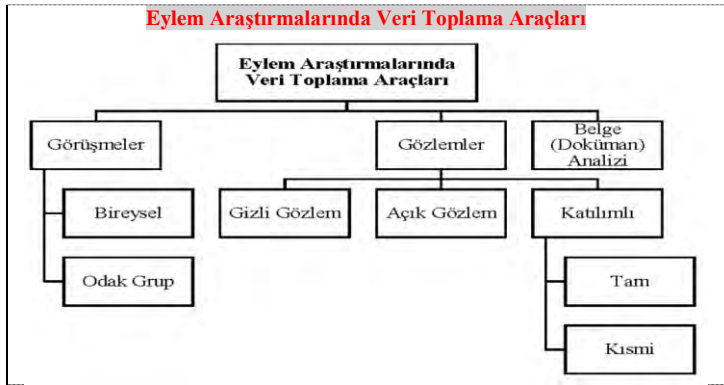 Eylem Araştırmalarında Veri Toplama Araçları
Eylem Araştırmalarında
Veri Toplama Araçları
Görüşmeler
Gözlemler
Belge
(Doküman)
Analizi
Bireysel
Gizli Gözlem
Açık Gözlem
Katılımlı
Odak Grup
Tam
Kısmi